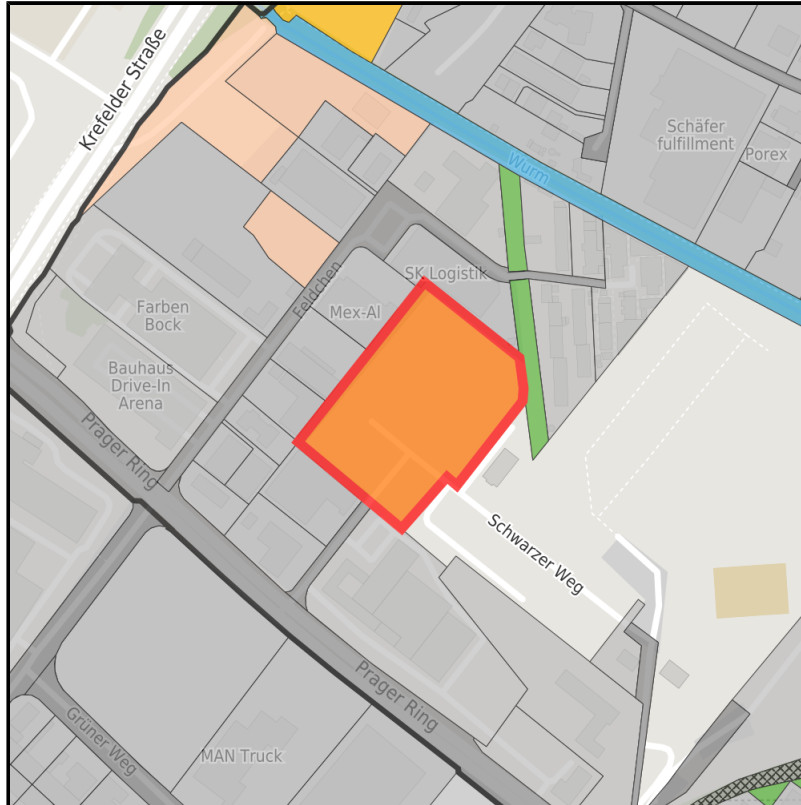 Krefelder Straße
Wurm
Schäfer
fulfillment
Porex
SK Logistik
Feldchen
Mex-Al
Farben
Bock
Bauhaus
Drive-In
Arena
Prager Ring
Schwarzer Weg
Prager Ring
Grüner Weg
MAN Truck